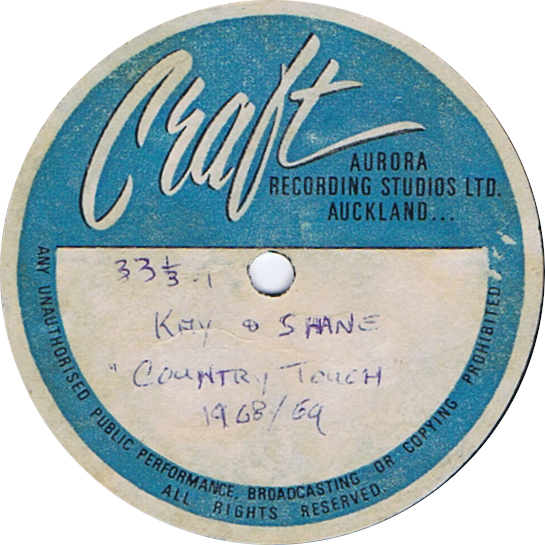 Craft
AURORA
RECORDING STUDIOS LTD.
AUCKLAND...
33⅓
KAY & SHANE
"COUNTRY TOUCH"
1968/69
ANY UNAUTHORISED PUBLIC PERFORMANCE, BROADCASTING OR COPYING PROHIBITED
ALL RIGHTS RESERVED.